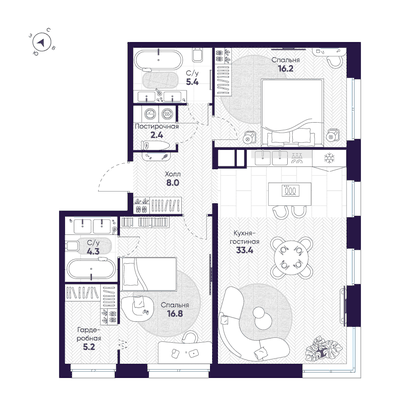 С
В
Ю
З
С/у
5.4
Спальня
16.2
Постирочная
2.4
Холл
8.0
С/у
4.3
Кухня-
гостиная
33.4
Спальня
16.8
Гарде-
робная
5.2